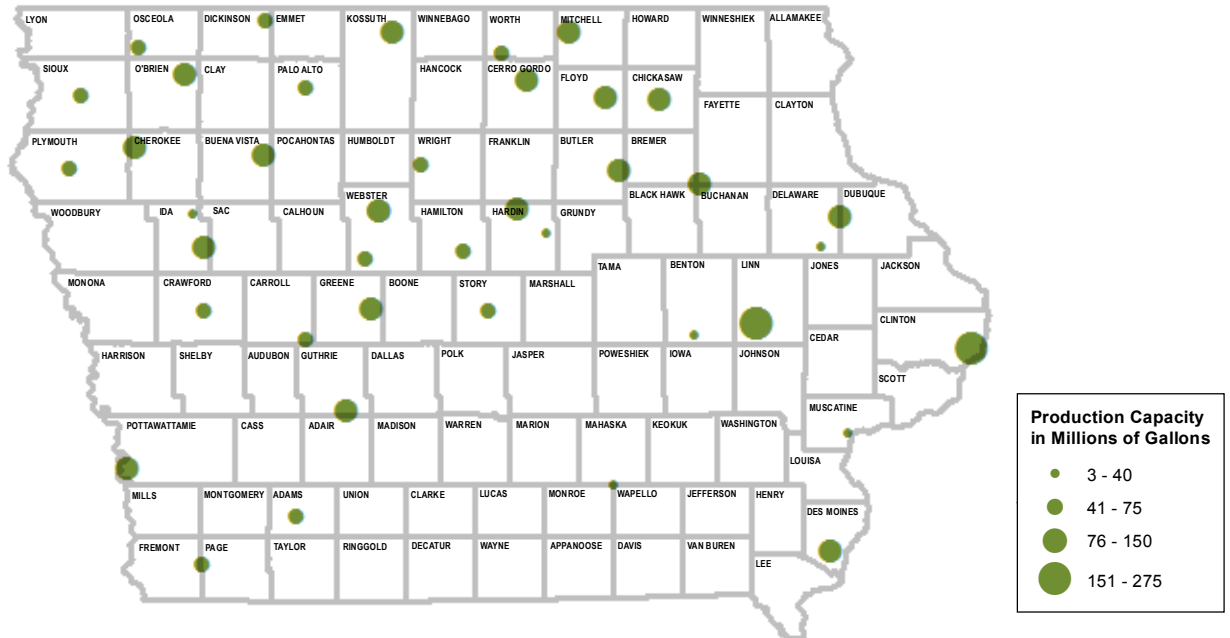 LYON
OSCEOLA
DICKINSON
EMMET
KOSSUTH
WINNEBAGO
WORTH
MITCHELL
HOWARD
WINNESHIEK
ALLAMAKEE
SIOUX
O'BRIEN
CLAY
PALO ALTO
HANCOCK
CERRO GORDO
FLOYD
CHICKASAW
FAYETTE
CLAYTON
PLYMOUTH
CHEROKEE
BUENA VISTA
POCAHONTAS
HUMBOLDT
WRIGHT
FRANKLIN
BUTLER
BREMER
WOODBURY
IDA
SAC
CALHOUN
WEBSTER
HAMILTON
HARDIN
GRUNDY
BLACK HAWK
BUCHANAN
DELAWARE
DUBUQUE
MONONA
CRAWFORD
CARROLL
GREENE
BOONE
STORY
MARSHALL
TAMA
BENTON
LINN
JONES
JACKSON
CLINTON
CEDAR
HARRISON
SHELBY
AUDUBON
GUTHRIE
DALLAS
POLK
JASPER
POWESHIEK
IOWA
JOHNSON
SCOTT
MUSCATINE
POTTAWATTAMIE
CASS
ADAIR
MADISON
WARREN
MARION
MAHASKA
KEOKUK
WASHINGTON
LOUISA
MILLS
MONTGOMERY
ADAMS
UNION
CLARKE
LUCAS
MONROE
WAPELLO
JEFFERSON
HENRY
DES MOINES
FREMONT
PAGE
TAYLOR
RINGGOLD
DECATUR
WAYNE
APPANOOSE
DAVIS
VAN BUREN
LEE
Production Capacity
in Millions of Gallons
3 - 40
41 - 75
76 - 150
151 - 275